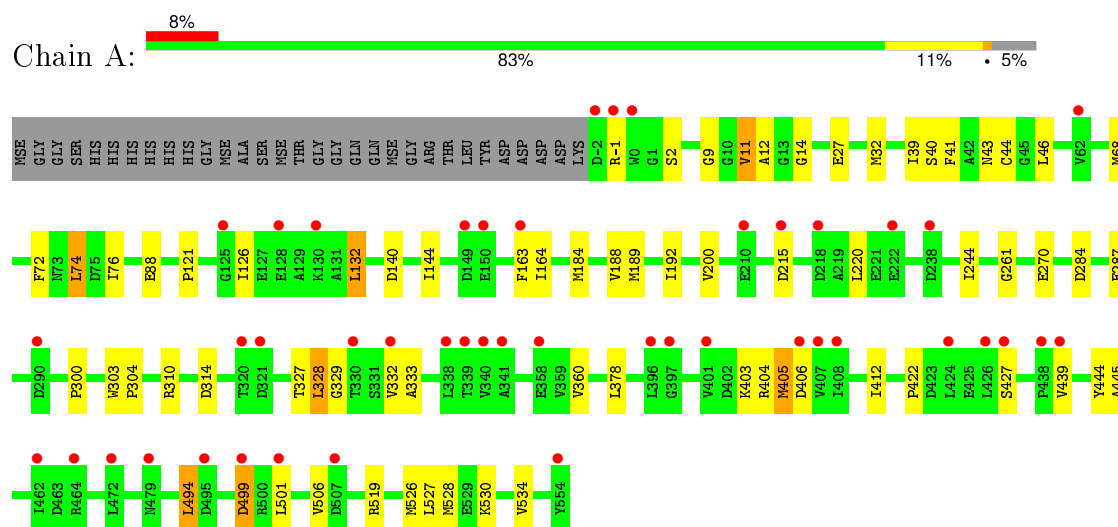 8%
Chain A:
83% 11% • 5%
MSE GLY GLY SER HIS HIS HIS HIS HIS HIS GLY MSE ALA SER MSE THR GLY GLY GLN GLN MSE GLY ARG THR LEU TYR ASP ASP ASP ASP LYS D-2 R-1 W0 G1 S2 G9 G10 V11 A12 G13 G14 E27 M32 I39 S40 F41 A42 N43 C44 G45 L46 V62 M68
F72 N73 L74 D75 I76 E88 P121 G125 I126 E127 E128 A129 K130 A131 L132 D140 I144 D149 E150 F163 I164 M184 V188 M189 I192 V200 E210 D215 D218 A219 L220 E221 E222 D238 I244 G261 E270 D284
D290 P300 W303 P304 R310 D314 T320 D321 T327 L328 G329 T330 S331 V332 A333 L338 T339 V340 A341 E358 V359 V360 L378 L396 G397 V401 D402 K403 R404 M405 D406 V407 I408 I412 P422 D423 L424 E425 L426 S427 P438 V439 Y444
I462 D463 R464 L472 N479 L494 D495 D499 R500 L501 V506 D507 R519 M526 L527 M528 E529 K530 V534 Y554